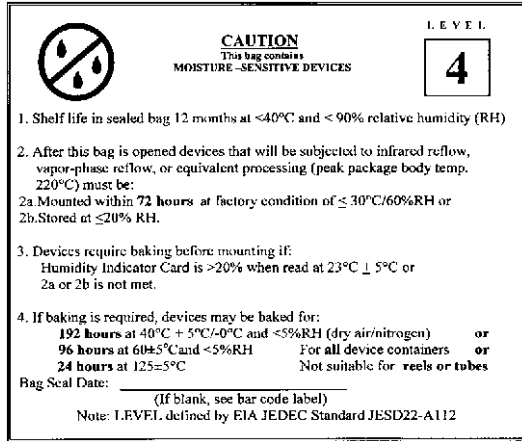 LEVEL
CAUTION
This bag contains
MOISTURE –SENSITIVE DEVICES
4
1. Shelf life in sealed bag 12 months at <40°C and < 90% relative humidity (RH)
2. After this bag is opened devices that will be subjected to infrared reflow,
vapor-phase reflow, or equivalent processing (peak package body temp.
220°C) must be:
2a.Mounted within 72 hours at factory condition of ≤ 30°C/60%RH or
2b.Stored at ≤20% RH.
3. Devices require baking before mounting if:
Humidity Indicator Card is >20% when read at 23°C ± 5°C or
2a or 2b is not met.
4. If baking is required, devices may be baked for:
192 hours at 40°C + 5°C/-0°C and <5%RH (dry air/nitrogen) or
96 hours at 60±5°Cand <5%RH For all device containers or
24 hours at 125±5°C Not suitable for reels or tubes
Bag Seal Date:
(If blank, see bar code label)
Note: LEVEL defined by EIA JEDEC Standard JESD22-A112